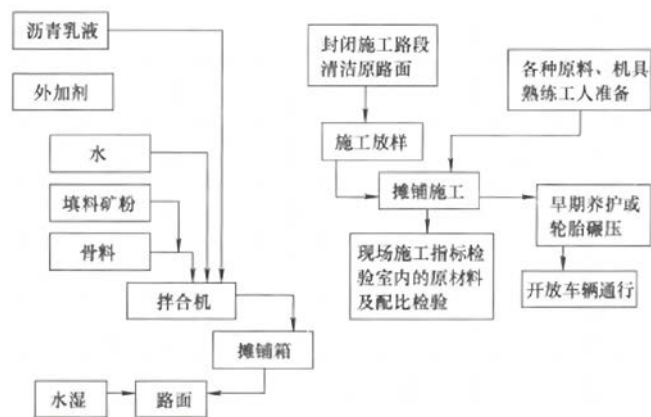 沥青乳液
外加剂
水
填料矿粉
骨料
拌合机
摊铺箱
水湿
路面
封闭施工路段
清洁原路面
施工放样
各种原料、机具
熟练工人准备
摊铺施工
现场施工指标检
验室内的原材料
及配比检验
早期养护或
轮胎碾压
开放车辆通行